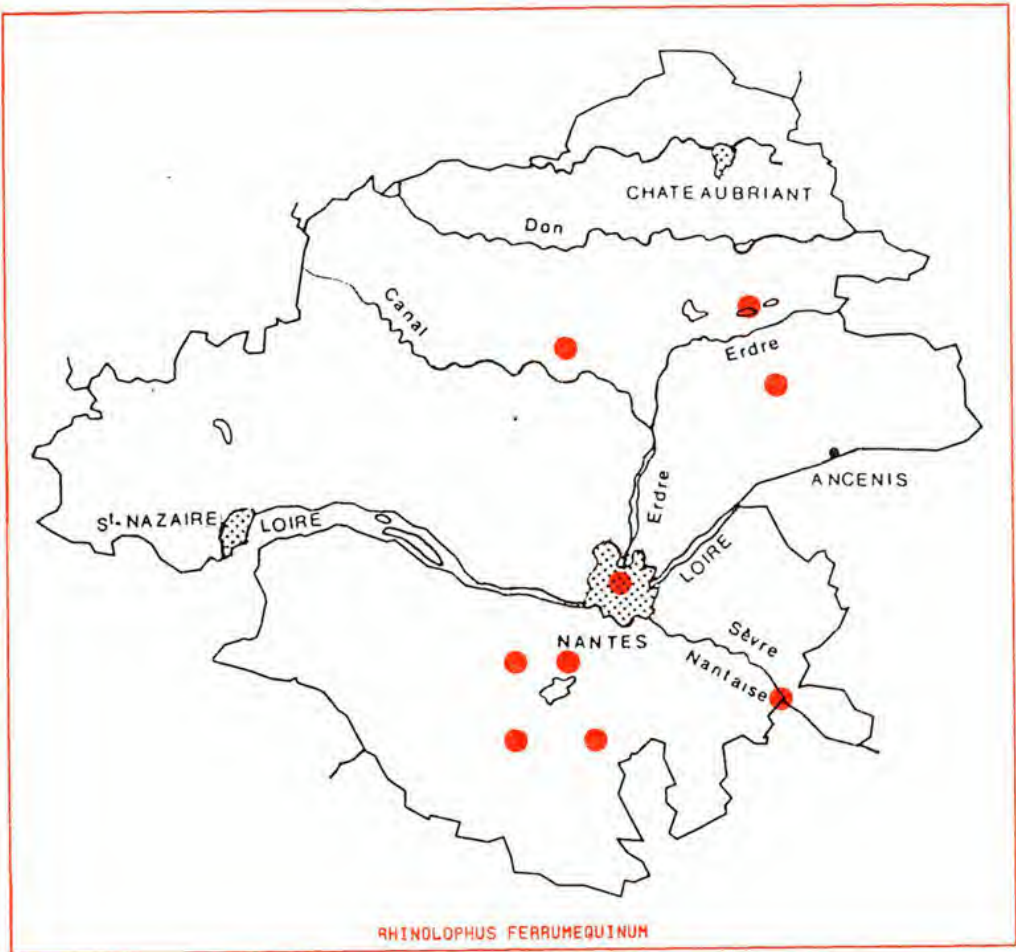 CHATEAUBRIANT
Don
Canal
Erdre
Erdre
ANCENIS
St-NAZAIRE
LOIRE
LOIRE
NANTES
Sèvre
Nantaise
RHINOLOPHUS FERRUMEQUINUM